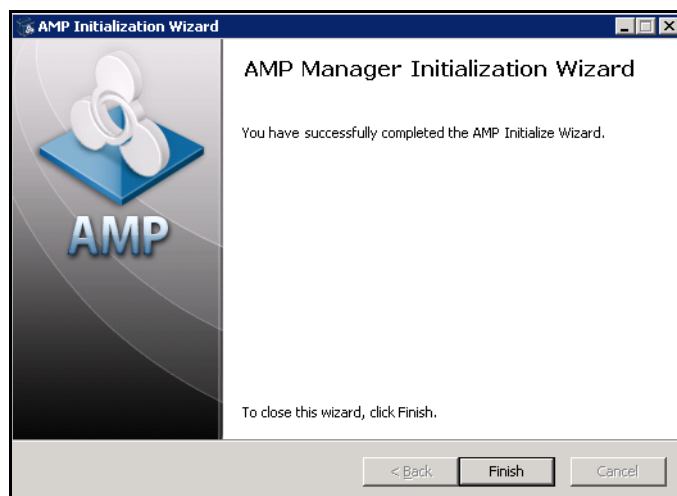 AMP Initialization Wizard
AMP Manager Initialization Wizard
You have successfully completed the AMP Initialize Wizard.
AMP
To close this wizard, click Finish.
< Back
Finish
Cancel